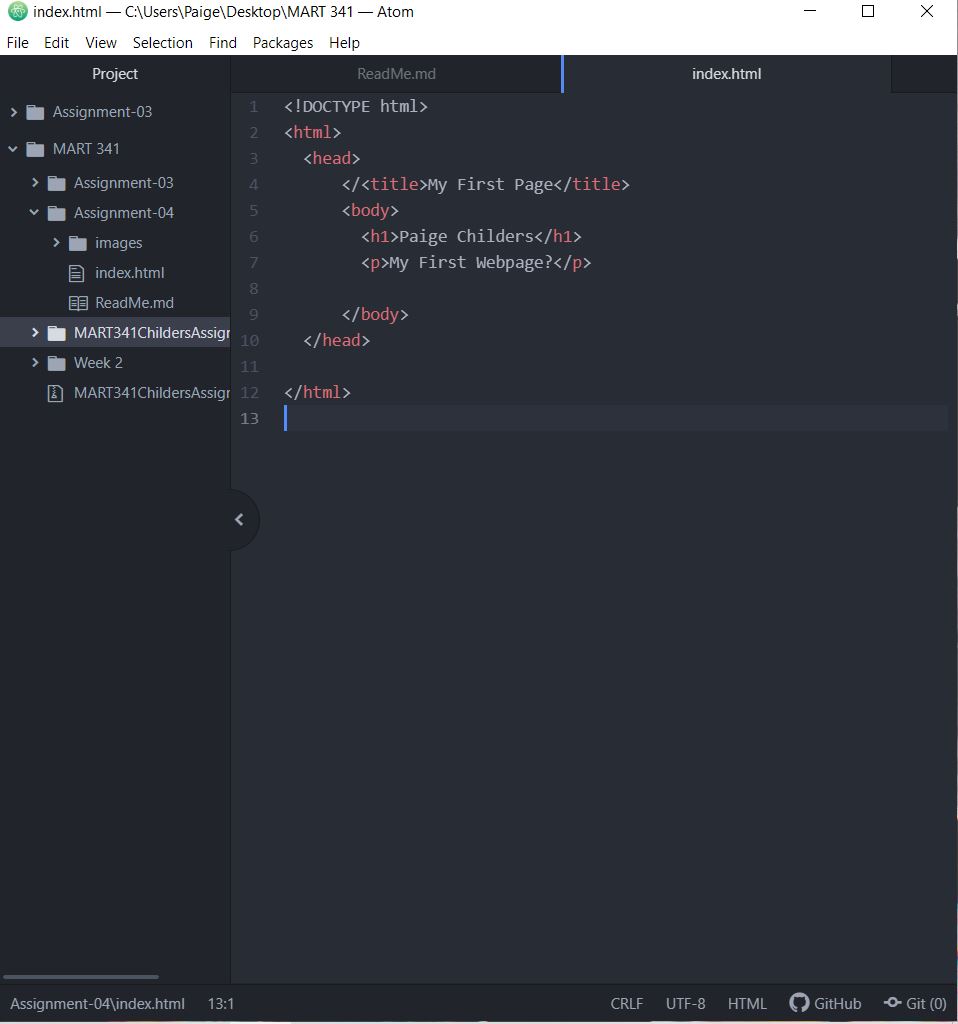 index.html — C:\Users\Paige\Desktop\MART 341 — Atom
File Edit View Selection Find Packages Help
Project
Assignment-03
MART 341
Assignment-03
Assignment-04
images
index.html
ReadMe.md
MART341ChildersAssigr
Week 2
MART341ChildersAssigr
ReadMe.md index.html
1 <!DOCTYPE html>
2 <html>
3 <head>
4 </<title>My First Page</title>
5 <body>
6 <h1>Paige Childers</h1>
7 <p>My First Webpage?</p>
8
9 </body>
10 </head>
11
12 </html>
13
Assignment-04\index.html 13:1 CRLF UTF-8 HTML GitHub Git (0)